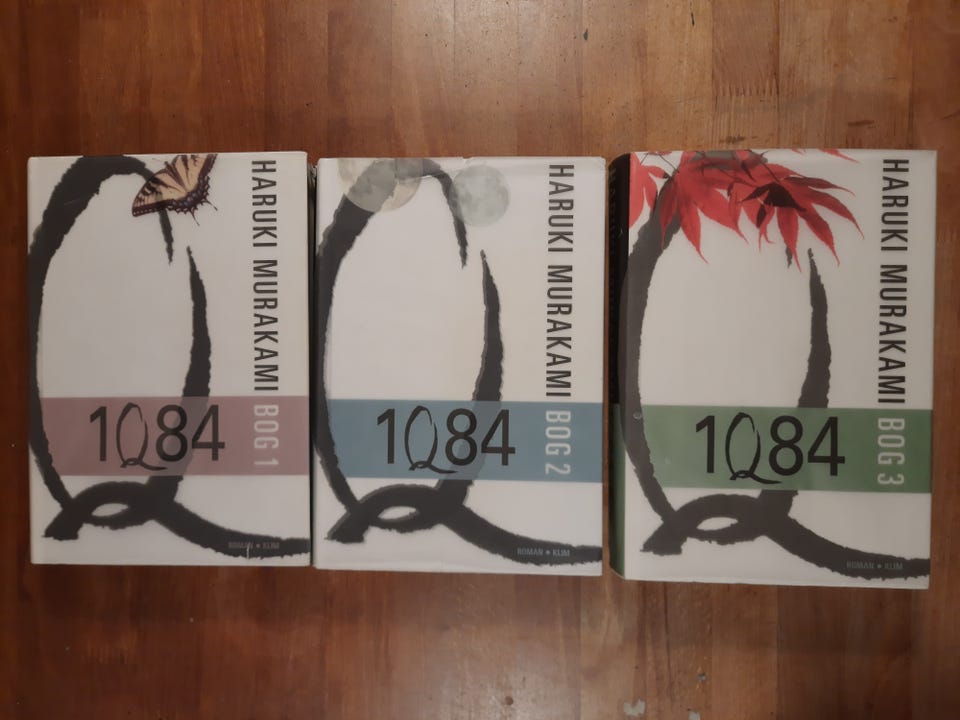 HARUKI MURAKAMI BOG 1
1Q84
ROMAN • KLIM
HARUKI MURAKAMI BOG 2
1Q84
ROMAN • KLIM
HARUKI MURAKAMI BOG 3
1Q84
ROMAN • KLIM